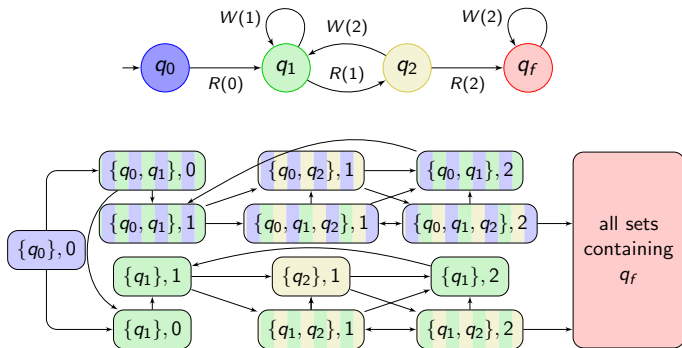 W(1)
W(2)
W(2)
q₀
q₁
q₂
q_f
R(0)
R(1)
R(2)
{q₀, q₁}, 0
{q₀, q₂}, 1
{q₀, q₁}, 2
{q₀, q₁}, 1
{q₀, q₁, q₂}, 1
{q₀, q₁, q₂}, 2
{q₀}, 0
all sets
containing
q_f
{q₁}, 1
{q₂}, 1
{q₁}, 2
{q₁}, 0
{q₁, q₂}, 1
{q₁, q₂}, 2